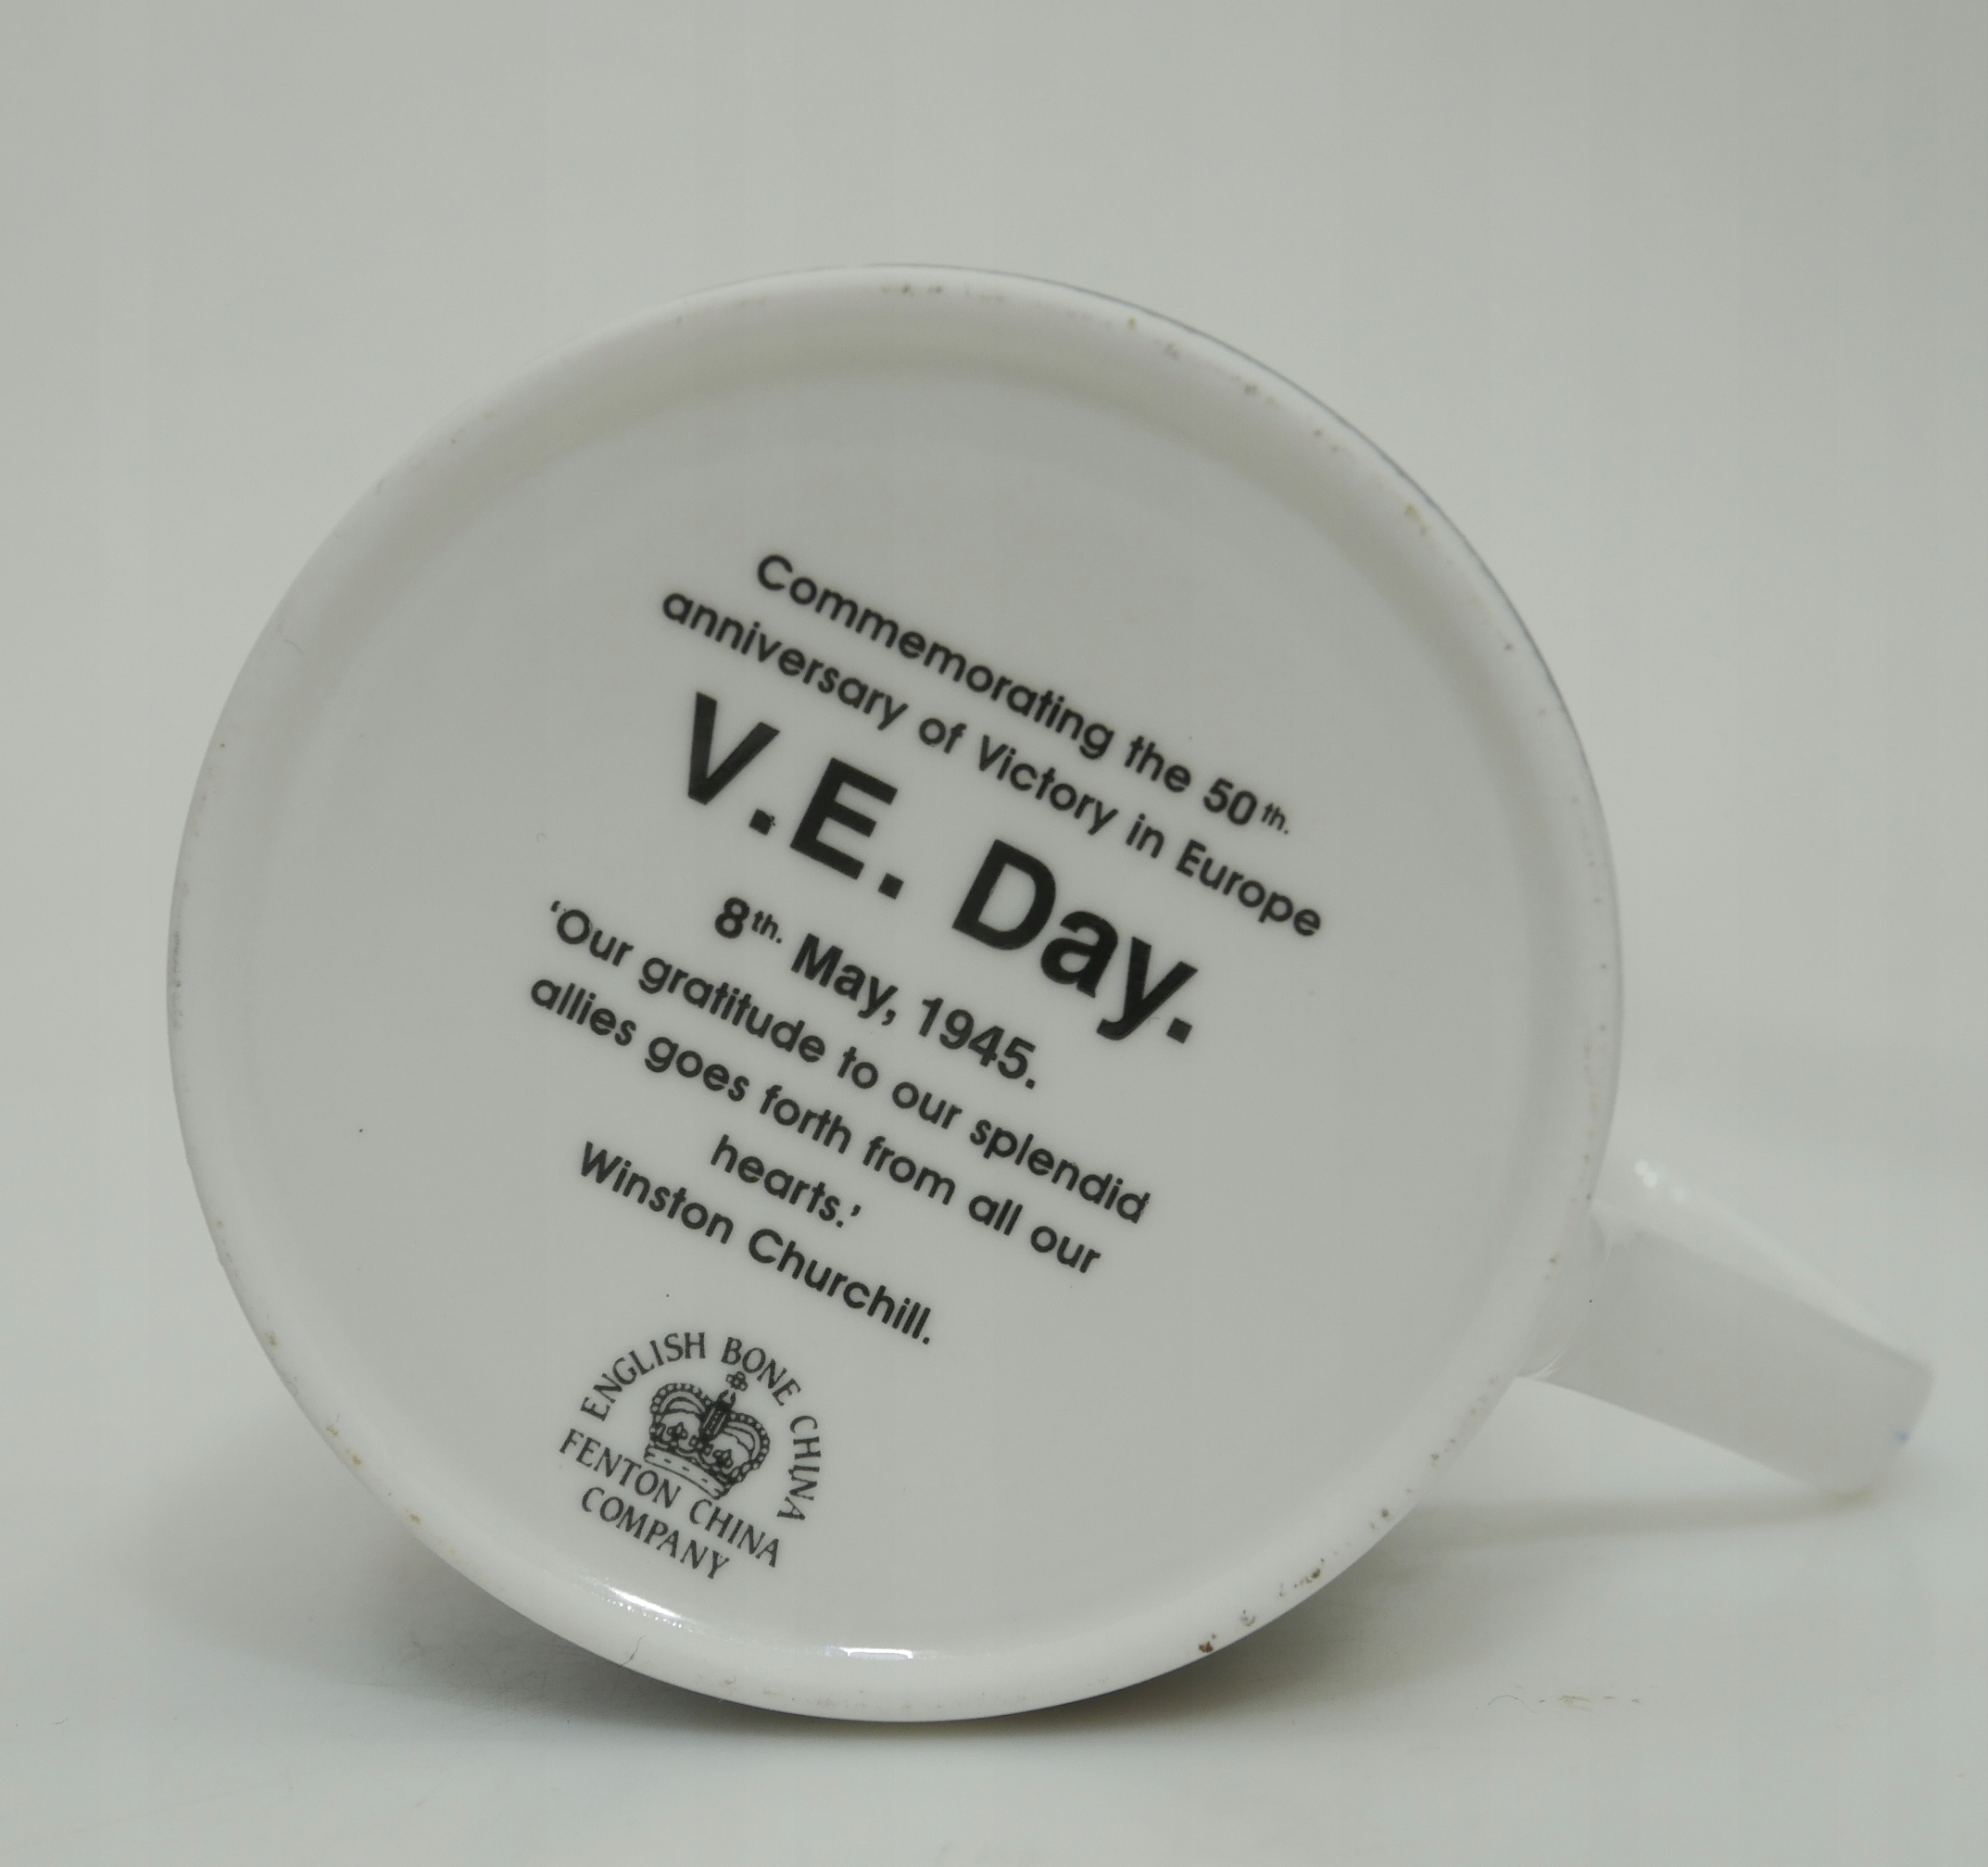 Commemorating the 50th.
anniversary of Victory in Europe
V.E. Day.
8th. May, 1945.
‘Our gratitude to our splendid
allies goes forth from all our
hearts.’
Winston Churchill.
ENGLISH BONE CHINA
FENTON CHINA
COMPANY